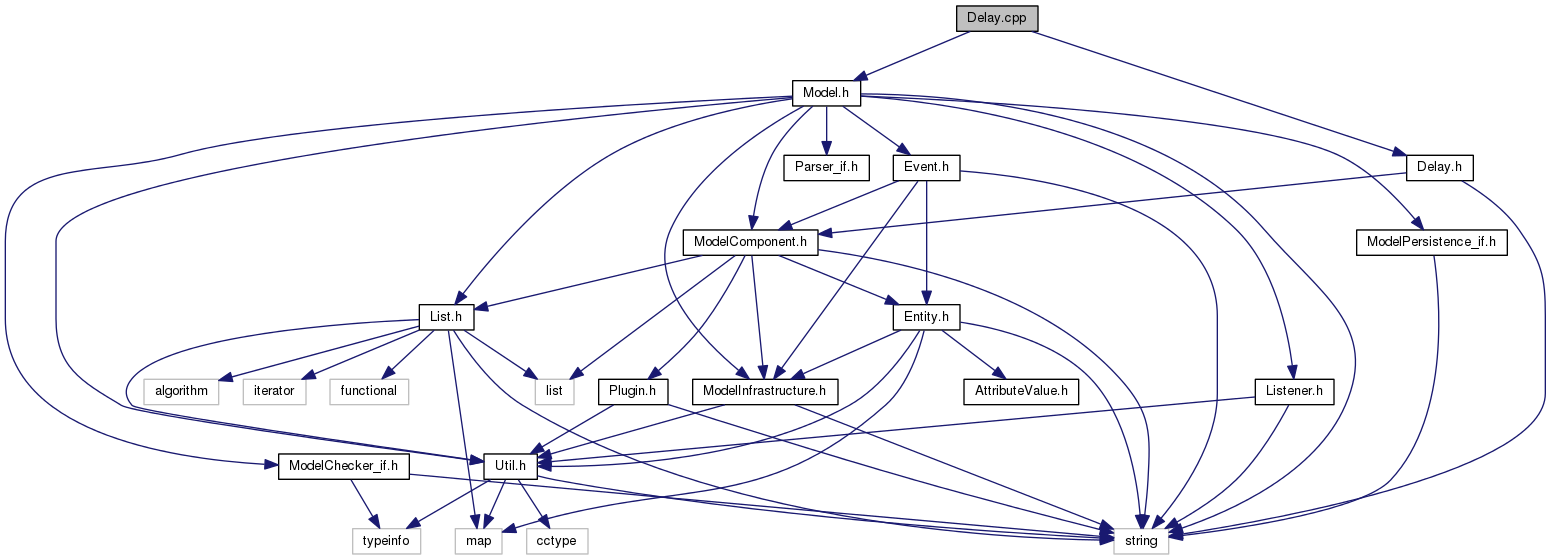 Delay.cpp
Model.h
Parser_if.h
Event.h
Delay.h
ModelComponent.h
ModelPersistence_if.h
List.h
Entity.h
algorithm
iterator
functional
list
Plugin.h
ModelInfrastructure.h
AttributeValue.h
Listener.h
ModelChecker_if.h
Util.h
typeinfo
map
cctype
string